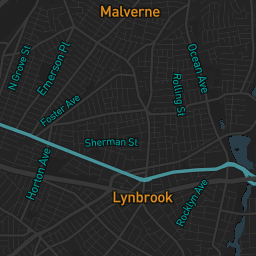 Malverne
N Grove St
Emerson Pl
Ocean Ave
Rolling St
Foster Ave
Sherman St
Horton Ave
Lynbrook
Rocklyn Ave